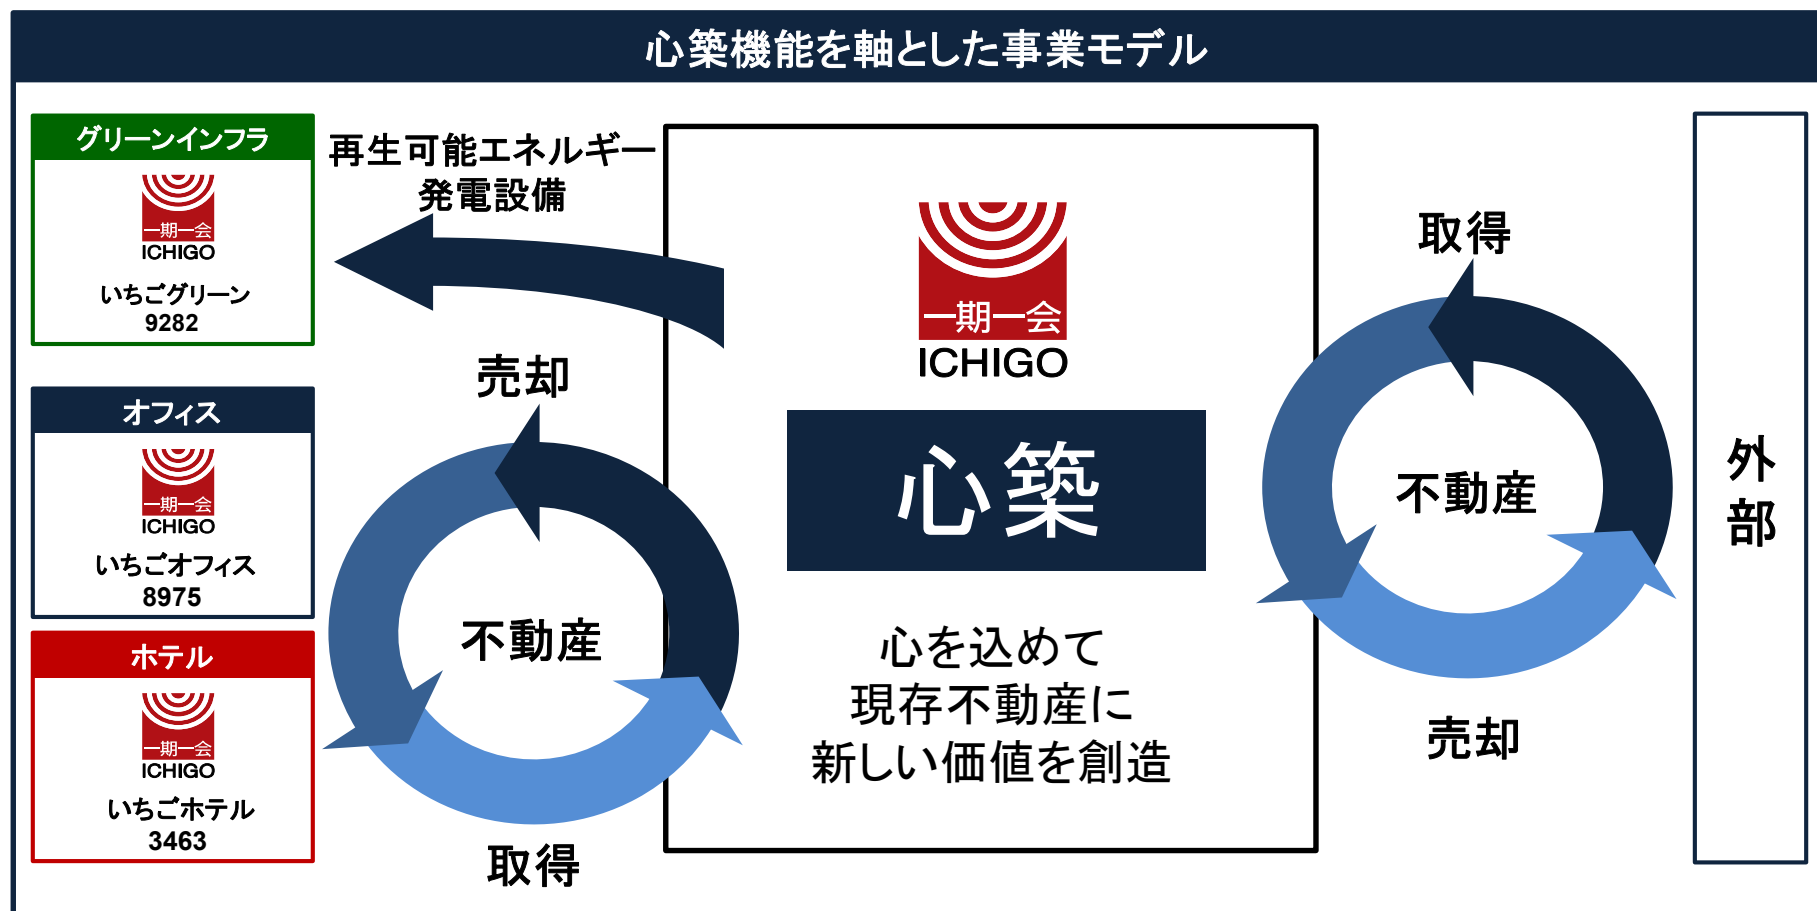 心築機能を軸とした事業モデル
グリーンインフラ
一期一会
ICHIGO
いちごグリーン
9282
再生可能エネルギー
発電設備
オフィス
一期一会
ICHIGO
いちごオフィス
8975
ホテル
一期一会
ICHIGO
いちごホテル
3463
売却
不動産
取得
一期一会
ICHIGO
心築
心を込めて
現存不動産に
新しい価値を創造
取得
不動産
売却
外
部